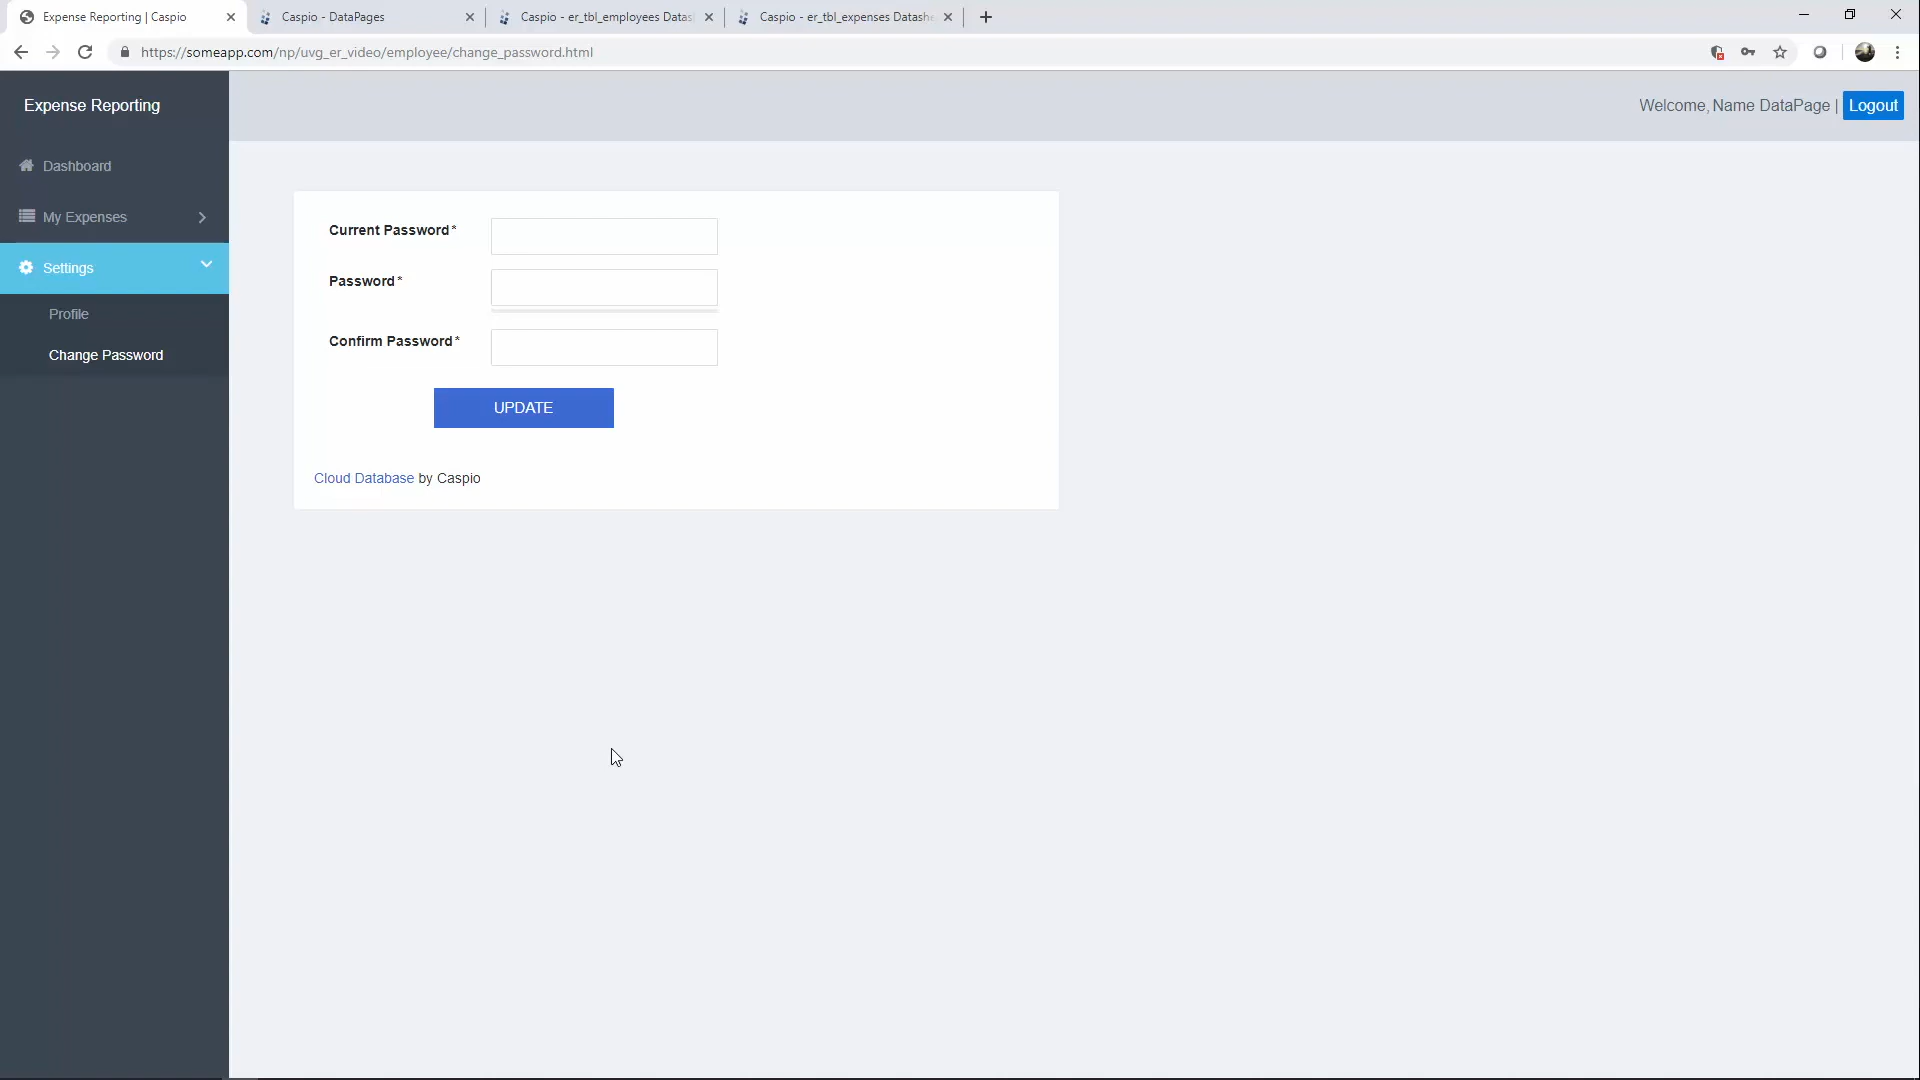 Expense Reporting | Caspio
Caspio - DataPages
Caspio - er_tbl_employees Datas
Caspio - er_tbl_expenses Datashe
https://someapp.com/np/uvg_er_video/employee/change_password.html
Expense Reporting
Welcome, Name DataPage | Logout
Dashboard
My Expenses
Settings
Profile
Change Password
Current Password*
Password*
Confirm Password*
UPDATE
Cloud Database by Caspio